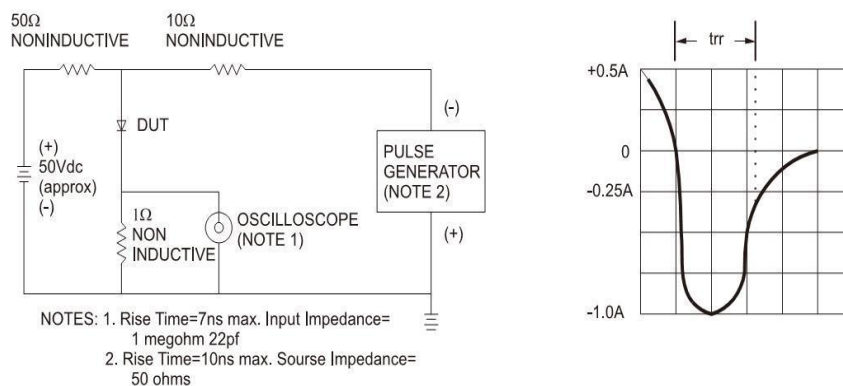 50Ω
NONINDUCTIVE
10Ω
NONINDUCTIVE
DUT
(+)
50Vdc
(approx)
(-)
1Ω
NON
INDUCTIVE
OSCILLOSCOPE
(NOTE 1)
(-)
PULSE
GENERATOR
(NOTE 2)
(+)
NOTES: 1. Rise Time=7ns max. Input Impedance=
1 megohm 22pf
2. Rise Time=10ns max. Sourse Impedance=
50 ohms
trr
+0.5A
0
-0.25A
-1.0A